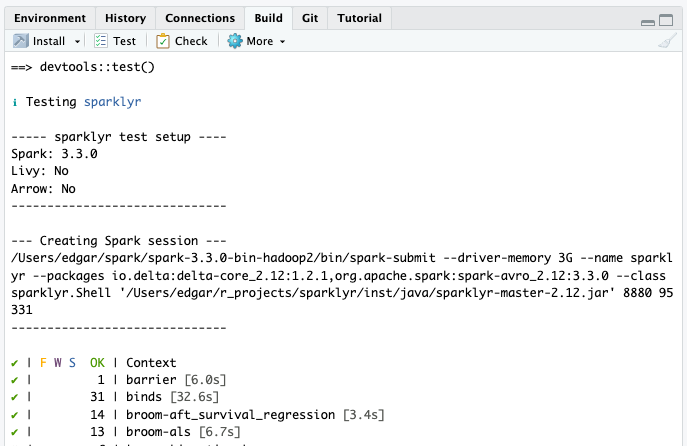 Environment History Connections Build Git Tutorial
Install Test Check More
==> devtools::test()
ℹ Testing sparklyr
----- sparklyr test setup ----
Spark: 3.3.0
Livy: No
Arrow: No
------------------------------
--- Creating Spark session ---
/Users/edgar/spark/spark-3.3.0-bin-hadoop2/bin/spark-submit --driver-memory 3G --name sparkl
yr --packages io.delta:delta-core_2.12:1.2.1,org.apache.spark:spark-avro_2.12:3.3.0 --class
sparklyr.Shell '/Users/edgar/r_projects/sparklyr/inst/java/sparklyr-master-2.12.jar' 8880 95
331
------------------------------
✔ | F W S  OK | Context
✔ |         1 | barrier [6.0s]
✔ |        31 | binds [32.6s]
✔ |        14 | broom-aft_survival_regression [3.4s]
✔ |        13 | broom-als [6.7s]